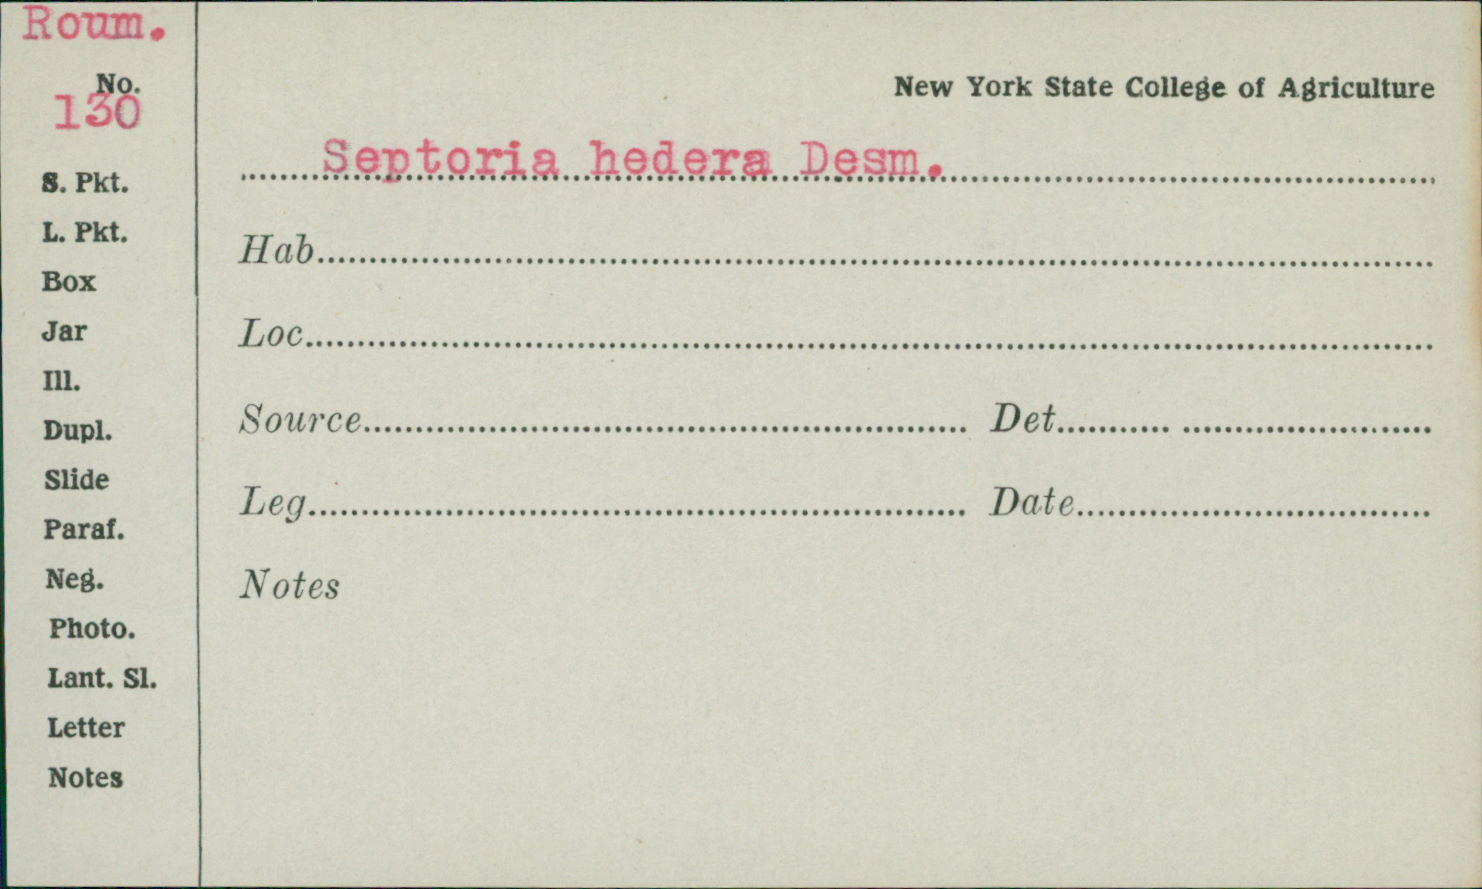 Roum.
No.
130
S. Pkt.
L. Pkt.
Box
Jar
Ill.
Dupl.
Slide
Paraf.
Neg.
Photo.
Lant. Sl.
Letter
Notes
New York State College of Agriculture
Septoria hedera Desm.
Hab
Loc
Source Det
Leg Date
Notes